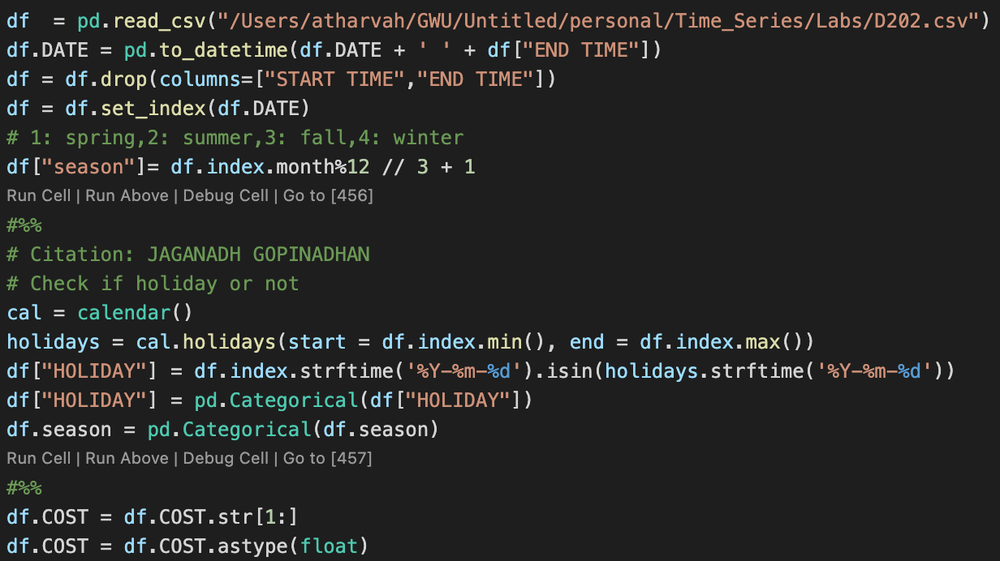 df  = pd.read_csv("/Users/atharvah/GWU/Untitled/personal/Time_Series/Labs/D202.csv")
df.DATE = pd.to_datetime(df.DATE + ' ' + df["END TIME"])
df = df.drop(columns=["START TIME","END TIME"])
df = df.set_index(df.DATE)
# 1: spring,2: summer,3: fall,4: winter
df["season"]= df.index.month%12 // 3 + 1
Run Cell | Run Above | Debug Cell | Go to [456]
#%%
# Citation: JAGANADH GOPINADHAN
# Check if holiday or not
cal = calendar()
holidays = cal.holidays(start = df.index.min(), end = df.index.max())
df["HOLIDAY"] = df.index.strftime('%Y-%m-%d').isin(holidays.strftime('%Y-%m-%d'))
df["HOLIDAY"] = pd.Categorical(df["HOLIDAY"])
df.season = pd.Categorical(df.season)
Run Cell | Run Above | Debug Cell | Go to [457]
#%%
df.COST = df.COST.str[1:]
df.COST = df.COST.astype(float)